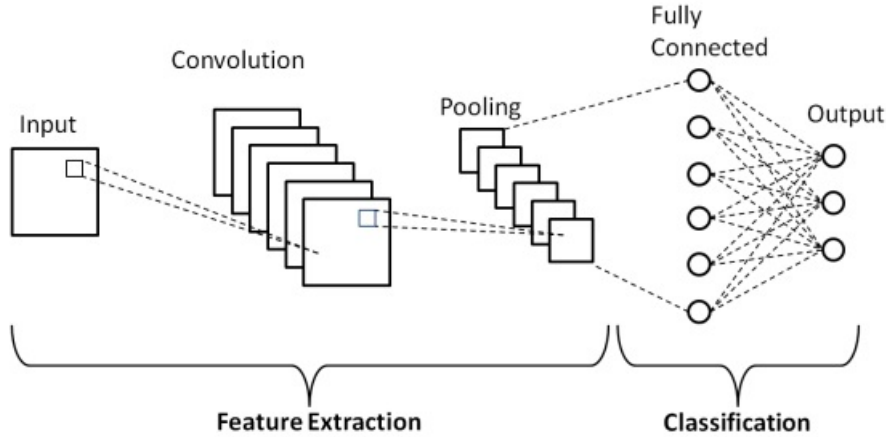 Input
Convolution
Pooling
Fully
Connected
Output
Feature Extraction
Classification